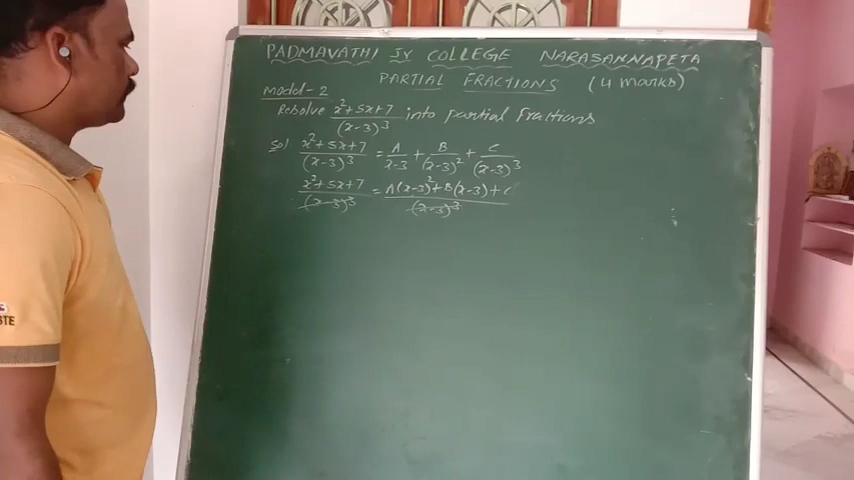 PADMAVATHI Jr COLLEGE NARASANNAPETA
PARTIAL FRACTIONS (4 marks)
model-2
Resolve x²+5x+7/(x-3)³ into partial fractions
Sol x²+5x+7/(x-3)³ = A/x-3 + B/(x-3)² + C/(x-3)³
x²+5x+7/(x-3)³ = A(x-3)²+B(x-3)+C/(x-3)³